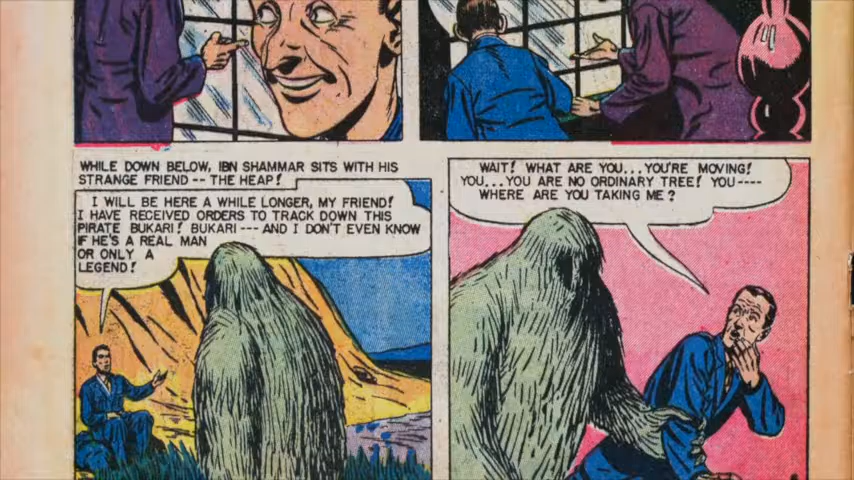 WHILE DOWN BELOW, IBN SHAMMAR SITS WITH HIS
STRANGE FRIEND -- THE HEAP!
I WILL BE HERE A WHILE LONGER, MY FRIEND!
I HAVE RECEIVED ORDERS TO TRACK DOWN THIS
PIRATE BUKARI! BUKARI --- AND I DON'T EVEN KNOW
IF HE'S A REAL MAN
OR ONLY A
LEGEND!
WAIT! WHAT ARE YOU...YOU'RE MOVING!
YOU...YOU ARE NO ORDINARY TREE! YOU----
WHERE ARE YOU TAKING ME?